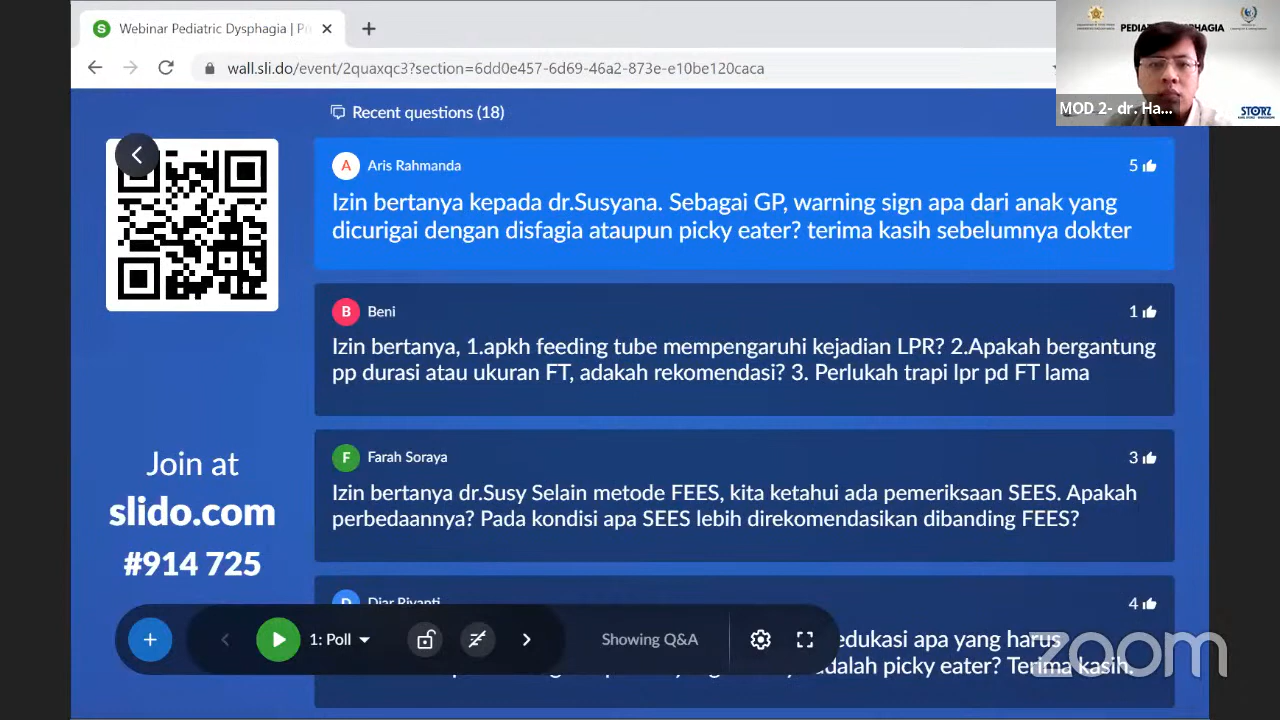 Webinar Pediatric Dysphagia |
wall.sli.do/event/2quaxqc3?section=6dd0e457-6d69-46a2-873e-e10be120caca
PEDIATRIC DYSPHAGIA
MOD 2- dr. Ha...
STORZ
Recent questions (18)
A
Aris Rahmanda
5
Izin bertanya kepada dr.Susyana. Sebagai GP, warning sign apa dari anak yang
dicurigai dengan disfagia ataupun picky eater? terima kasih sebelumnya dokter
B
Beni
1
Izin bertanya, 1.apkh feeding tube mempengaruhi kejadian LPR? 2.Apakah bergantung
pp durasi atau ukuran FT, adakah rekomendasi? 3. Perlukah trapi lpr pd FT lama
F
Farah Soraya
3
Izin bertanya dr.Susy Selain metode FEES, kita ketahui ada pemeriksaan SEES. Apakah
perbedaannya? Pada kondisi apa SEES lebih direkomendasikan dibanding FEES?
Join at
slido.com
#914 725
Diar Riyanti
4
edukasi apa yang harus
adalah picky eater? Terima kasih.
1: Poll
Showing Q&A
zoom